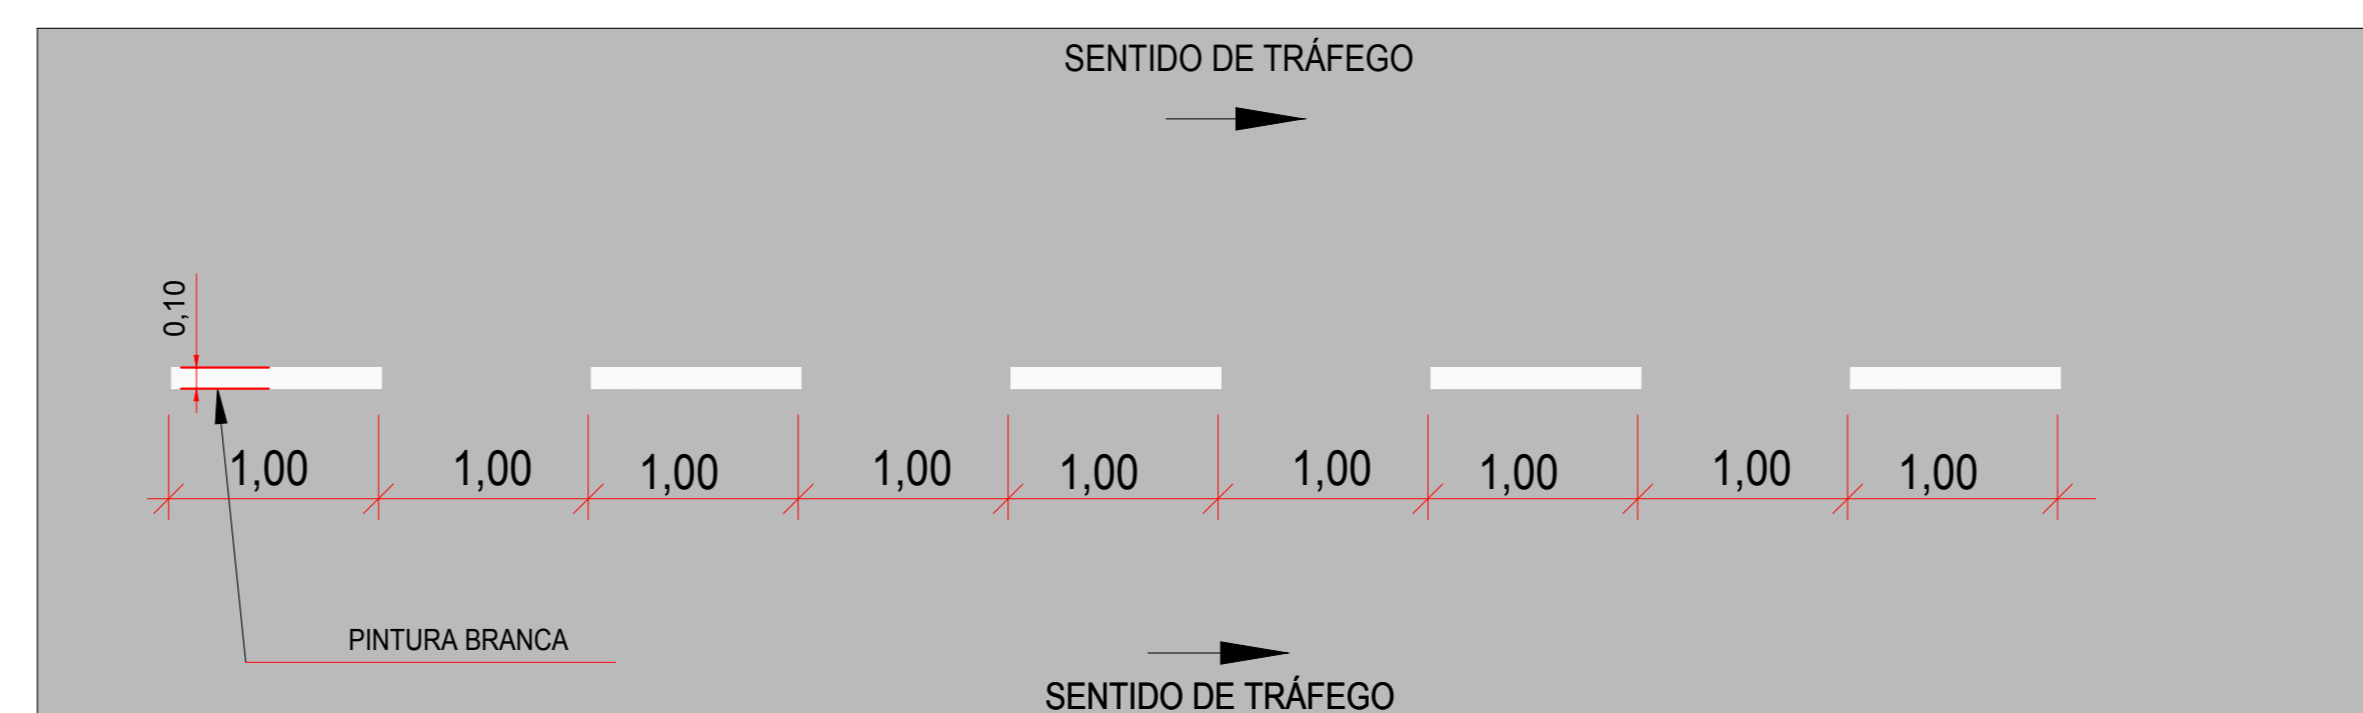 SENTIDO DE TRÁFEGO
0,10
1,00 1,00 1,00 1,00 1,00 1,00 1,00 1,00 1,00
PINTURA BRANCA
SENTIDO DE TRÁFEGO